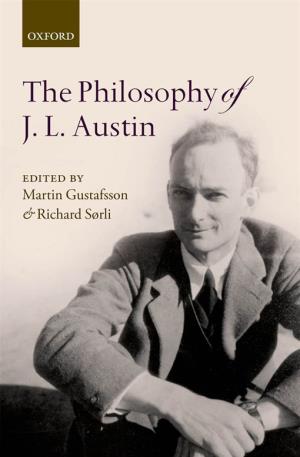 OXFORD
The Philosophy of
J. L. Austin
EDITED BY
Martin Gustafsson
& Richard Sørli